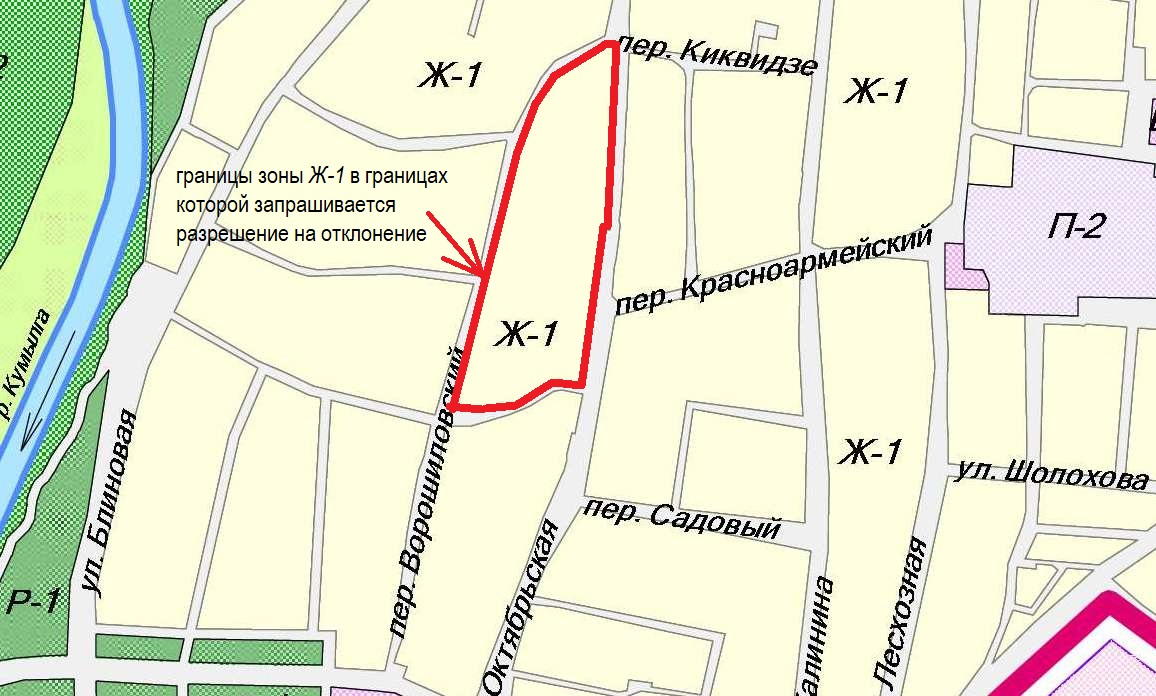 пер. Киквидзе
Ж-1
Ж-1
границы зоны Ж-1 в границах
которой запрашивается
разрешение на отклонение
П-2
пер. Красноармейский
Ж-1
р. Кумылга
пер. Ворошиловский
ул. Блиновая
Ж-1
ул. Шолохова
пер. Садовый
Октябрьская
Лесхозная
Калинина
Р-1